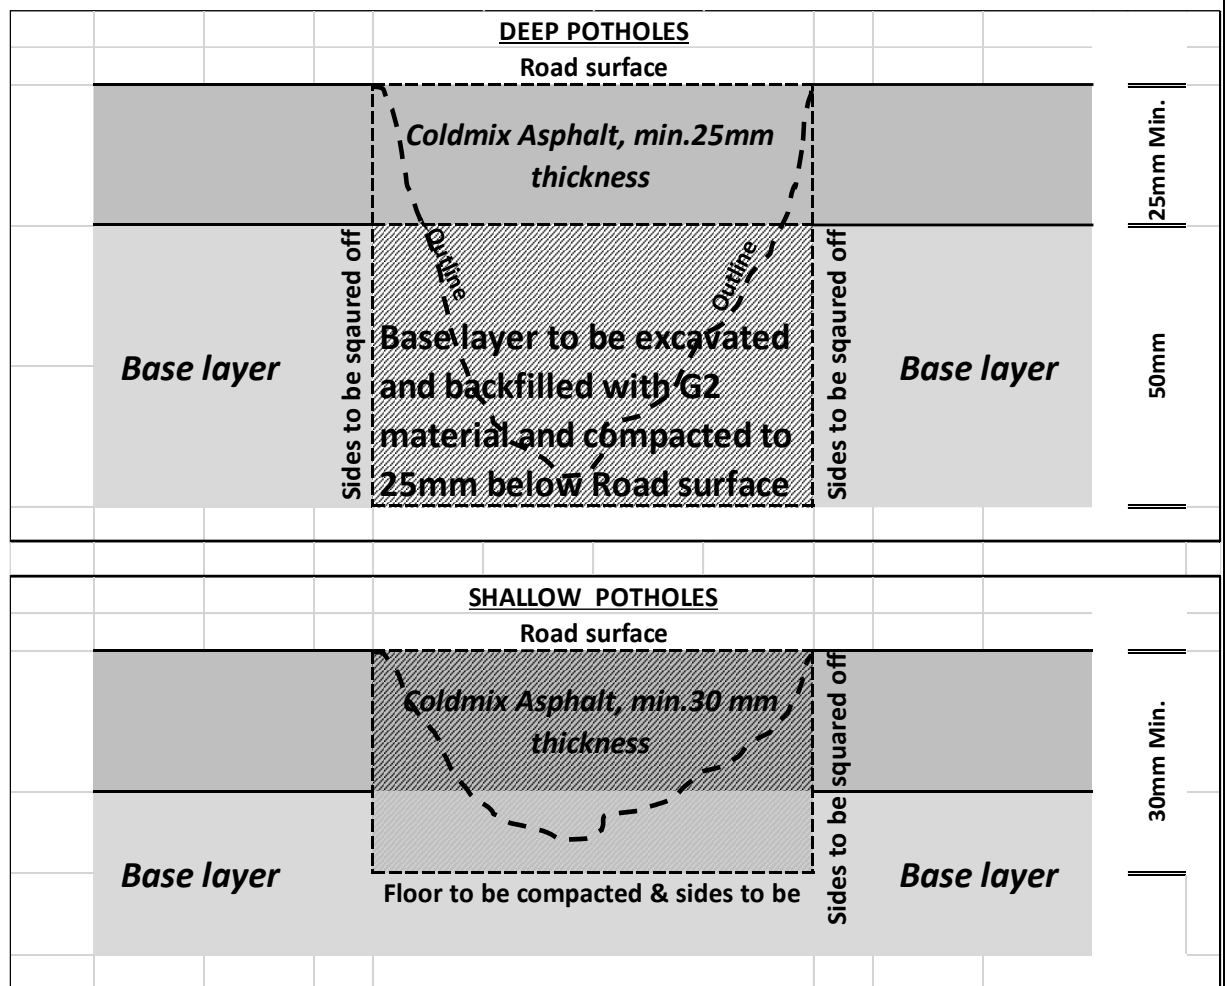 DEEP POTHOLES
Road surface
Coldmix Asphalt, min.25mm
thickness
25mm Min.
Sides to be sqaured off
Outline
Outline
Sides to be sqaured off
Base layer
Base layer to be excavated
and backfilled with G2
material and compacted to
25mm below Road surface
Base layer
50mm
SHALLOW POTHOLES
Road surface
Coldmix Asphalt, min.30 mm
thickness
Sides to be squared off
30mm Min.
Base layer
Floor to be compacted & sides to be
Base layer